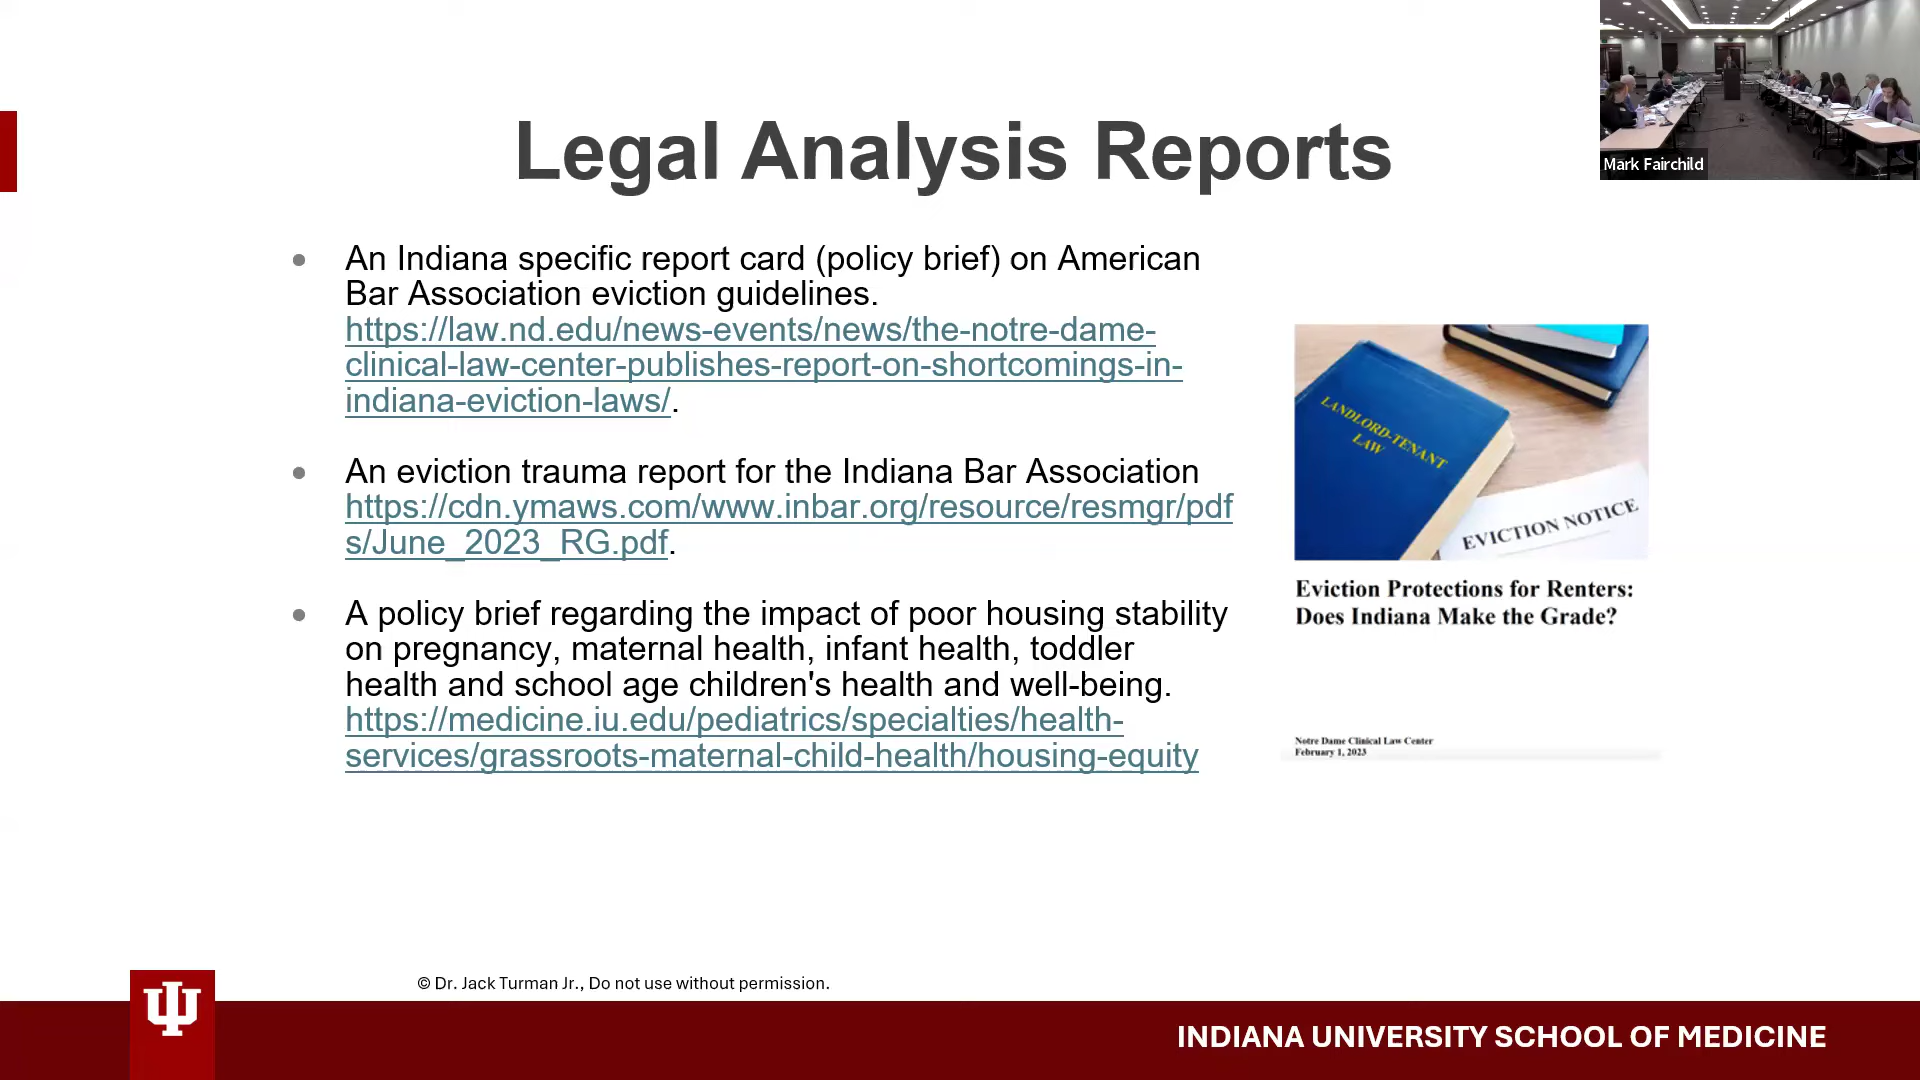 Legal Analysis Reports
Mark Fairchild
An Indiana specific report card (policy brief) on American
Bar Association eviction guidelines.
https://law.nd.edu/news-events/news/the-notre-dame-
clinical-law-center-publishes-report-on-shortcomings-in-
indiana-eviction-laws/.
An eviction trauma report for the Indiana Bar Association
https://cdn.ymaws.com/www.inbar.org/resource/resmgr/pdf
s/June_2023_RG.pdf.
A policy brief regarding the impact of poor housing stability
on pregnancy, maternal health, infant health, toddler
health and school age children's health and well-being.
https://medicine.iu.edu/pediatrics/specialties/health-
services/grassroots-maternal-child-health/housing-equity
LANDLORD-TENANT
LAW
EVICTION NOTICE
Eviction Protections for Renters:
Does Indiana Make the Grade?
Notre Dame Clinical Law Center
February 1, 2023
© Dr. Jack Turman Jr., Do not use without permission.
INDIANA UNIVERSITY SCHOOL OF MEDICINE